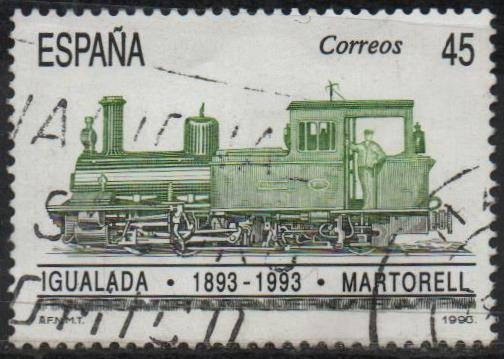 ESPAÑA Correos 45
IGUALADA · 1893-1993 · MARTORELL
F.N.M.T. 1993